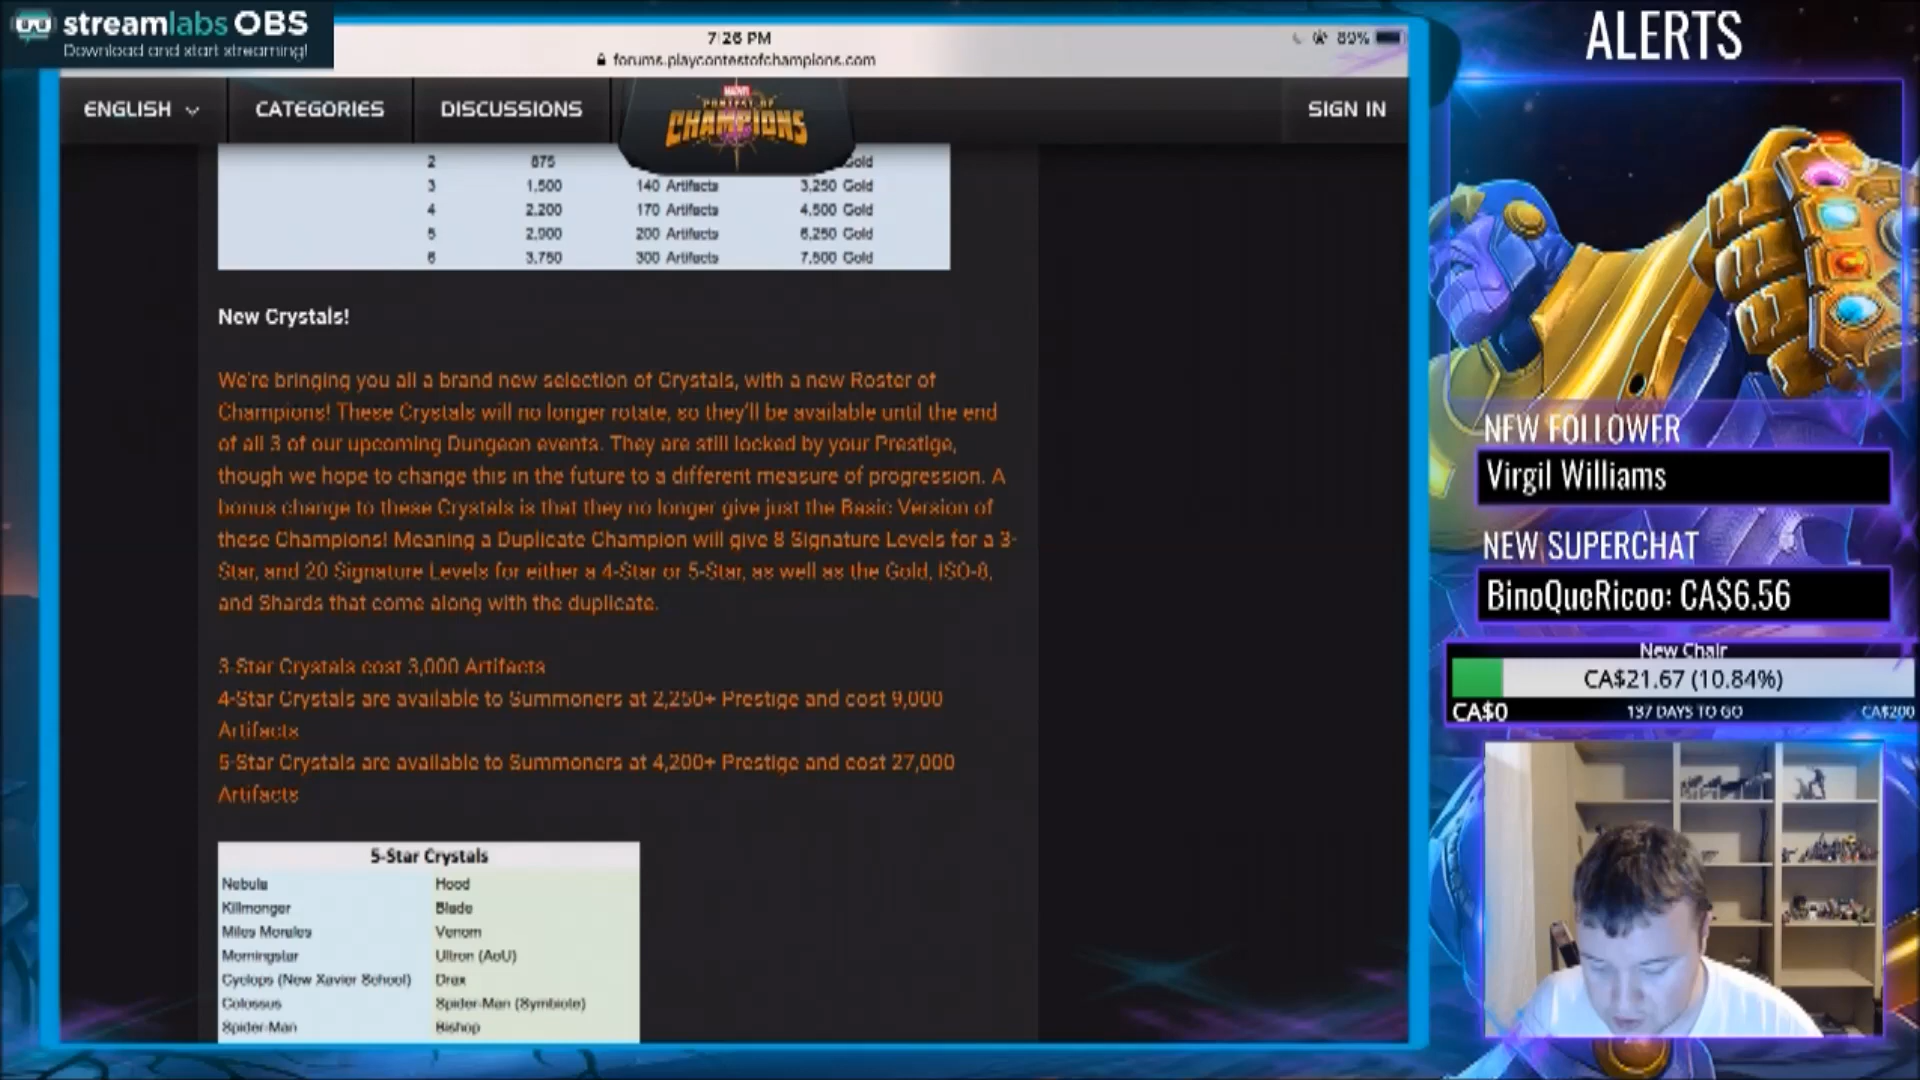 streamlabs OBS
Download and start streaming!
7:26 PM
89%
forums.playcontestofchampions.com
ENGLISH
CATEGORIES
DISCUSSIONS
MARVEL
CONTEST OF
CHAMPIONS
SIGN IN
2 875 Gold
3 1,500 140 Artifacts 3,250 Gold
4 2,200 170 Artifacts 4,500 Gold
5 2,900 200 Artifacts 6,250 Gold
6 3,750 300 Artifacts 7,500 Gold
New Crystals!
We're bringing you all a brand new selection of Crystals, with a new Roster of
Champions! These Crystals will no longer rotate, so they'll be available until the end
of all 3 of our upcoming Dungeon events. They are still locked by your Prestige,
though we hope to change this in the future to a different measure of progression. A
bonus change to these Crystals is that they no longer give just the Basic Version of
these Champions! Meaning a Duplicate Champion will give 8 Signature Levels for a 3-
Star, and 20 Signature Levels for either a 4-Star or 5-Star, as well as the Gold, ISO-8,
and Shards that come along with the duplicate.
3-Star Crystals cost 3,000 Artifacts
4-Star Crystals are available to Summoners at 2,250+ Prestige and cost 9,000
Artifacts
5-Star Crystals are available to Summoners at 4,200+ Prestige and cost 27,000
Artifacts
5-Star Crystals
Nebula Hood
Killmonger Blade
Miles Morales Venom
Morningstar Ultron (AoU)
Cyclops (New Xavier School) Drax
Colossus Spider-Man (Symbiote)
Spider-Man Bishop
ALERTS
NEW FOLLOWER
Virgil Williams
NEW SUPERCHAT
BinoQueRicoo: CA$6.56
New Chair
CA$21.67 (10.84%)
CA$0 137 DAYS TO GO CA$200